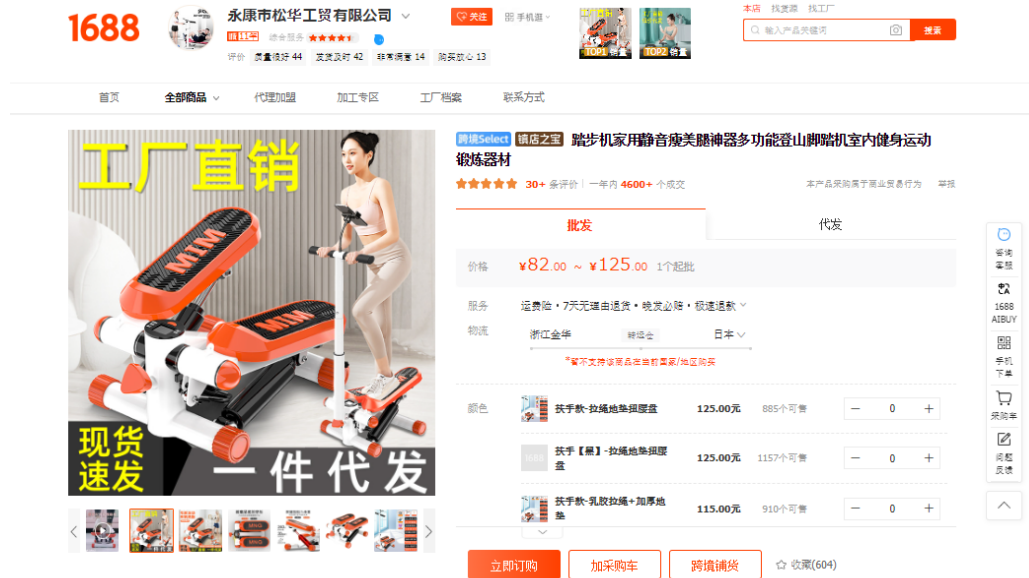 1688
永康市松华工贸有限公司
综合服务
评价 质量很好 44 发货及时 42 非常满意 14 购买放心 13
关注
手机逛
TOP1 销量
TOP2 销量
本店 找货源 找工厂
输入产品关键词
搜索
首页 全部商品 代理加盟 加工专区 工厂档案 联系方式
工厂直销
MTM
MTM
现货
速发
一件代发
跨境Select 镇店之宝 踏步机家用静音瘦美腿神器多功能登山脚踏机室内健身运动
锻炼器材
30+ 条评价 一年内 4600+ 个成交
本产品采购属于商业贸易行为 举报
批发 代发
价格 ¥82.00 ~ ¥125.00 1个起批
服务 运费险 · 7天无理由退货 · 晚发必赔 · 极速退款
物流 浙江金华 转运仓 日本
*暂不支持该商品在当前国家/地区购买
颜色
扶手款-拉绳地垫扭腰盘 125.00元 885个可售 − 0 +
1688
扶手【黑】-拉绳地垫扭腰
盘
125.00元 1157个可售 − 0 +
扶手款-乳胶拉绳+加厚地
垫
115.00元 910个可售 − 0 +
立即订购 加采购车 跨境铺货 收藏(604)
咨询
客服
1688
AIBUY
手机
下单
采购车
问题
反馈